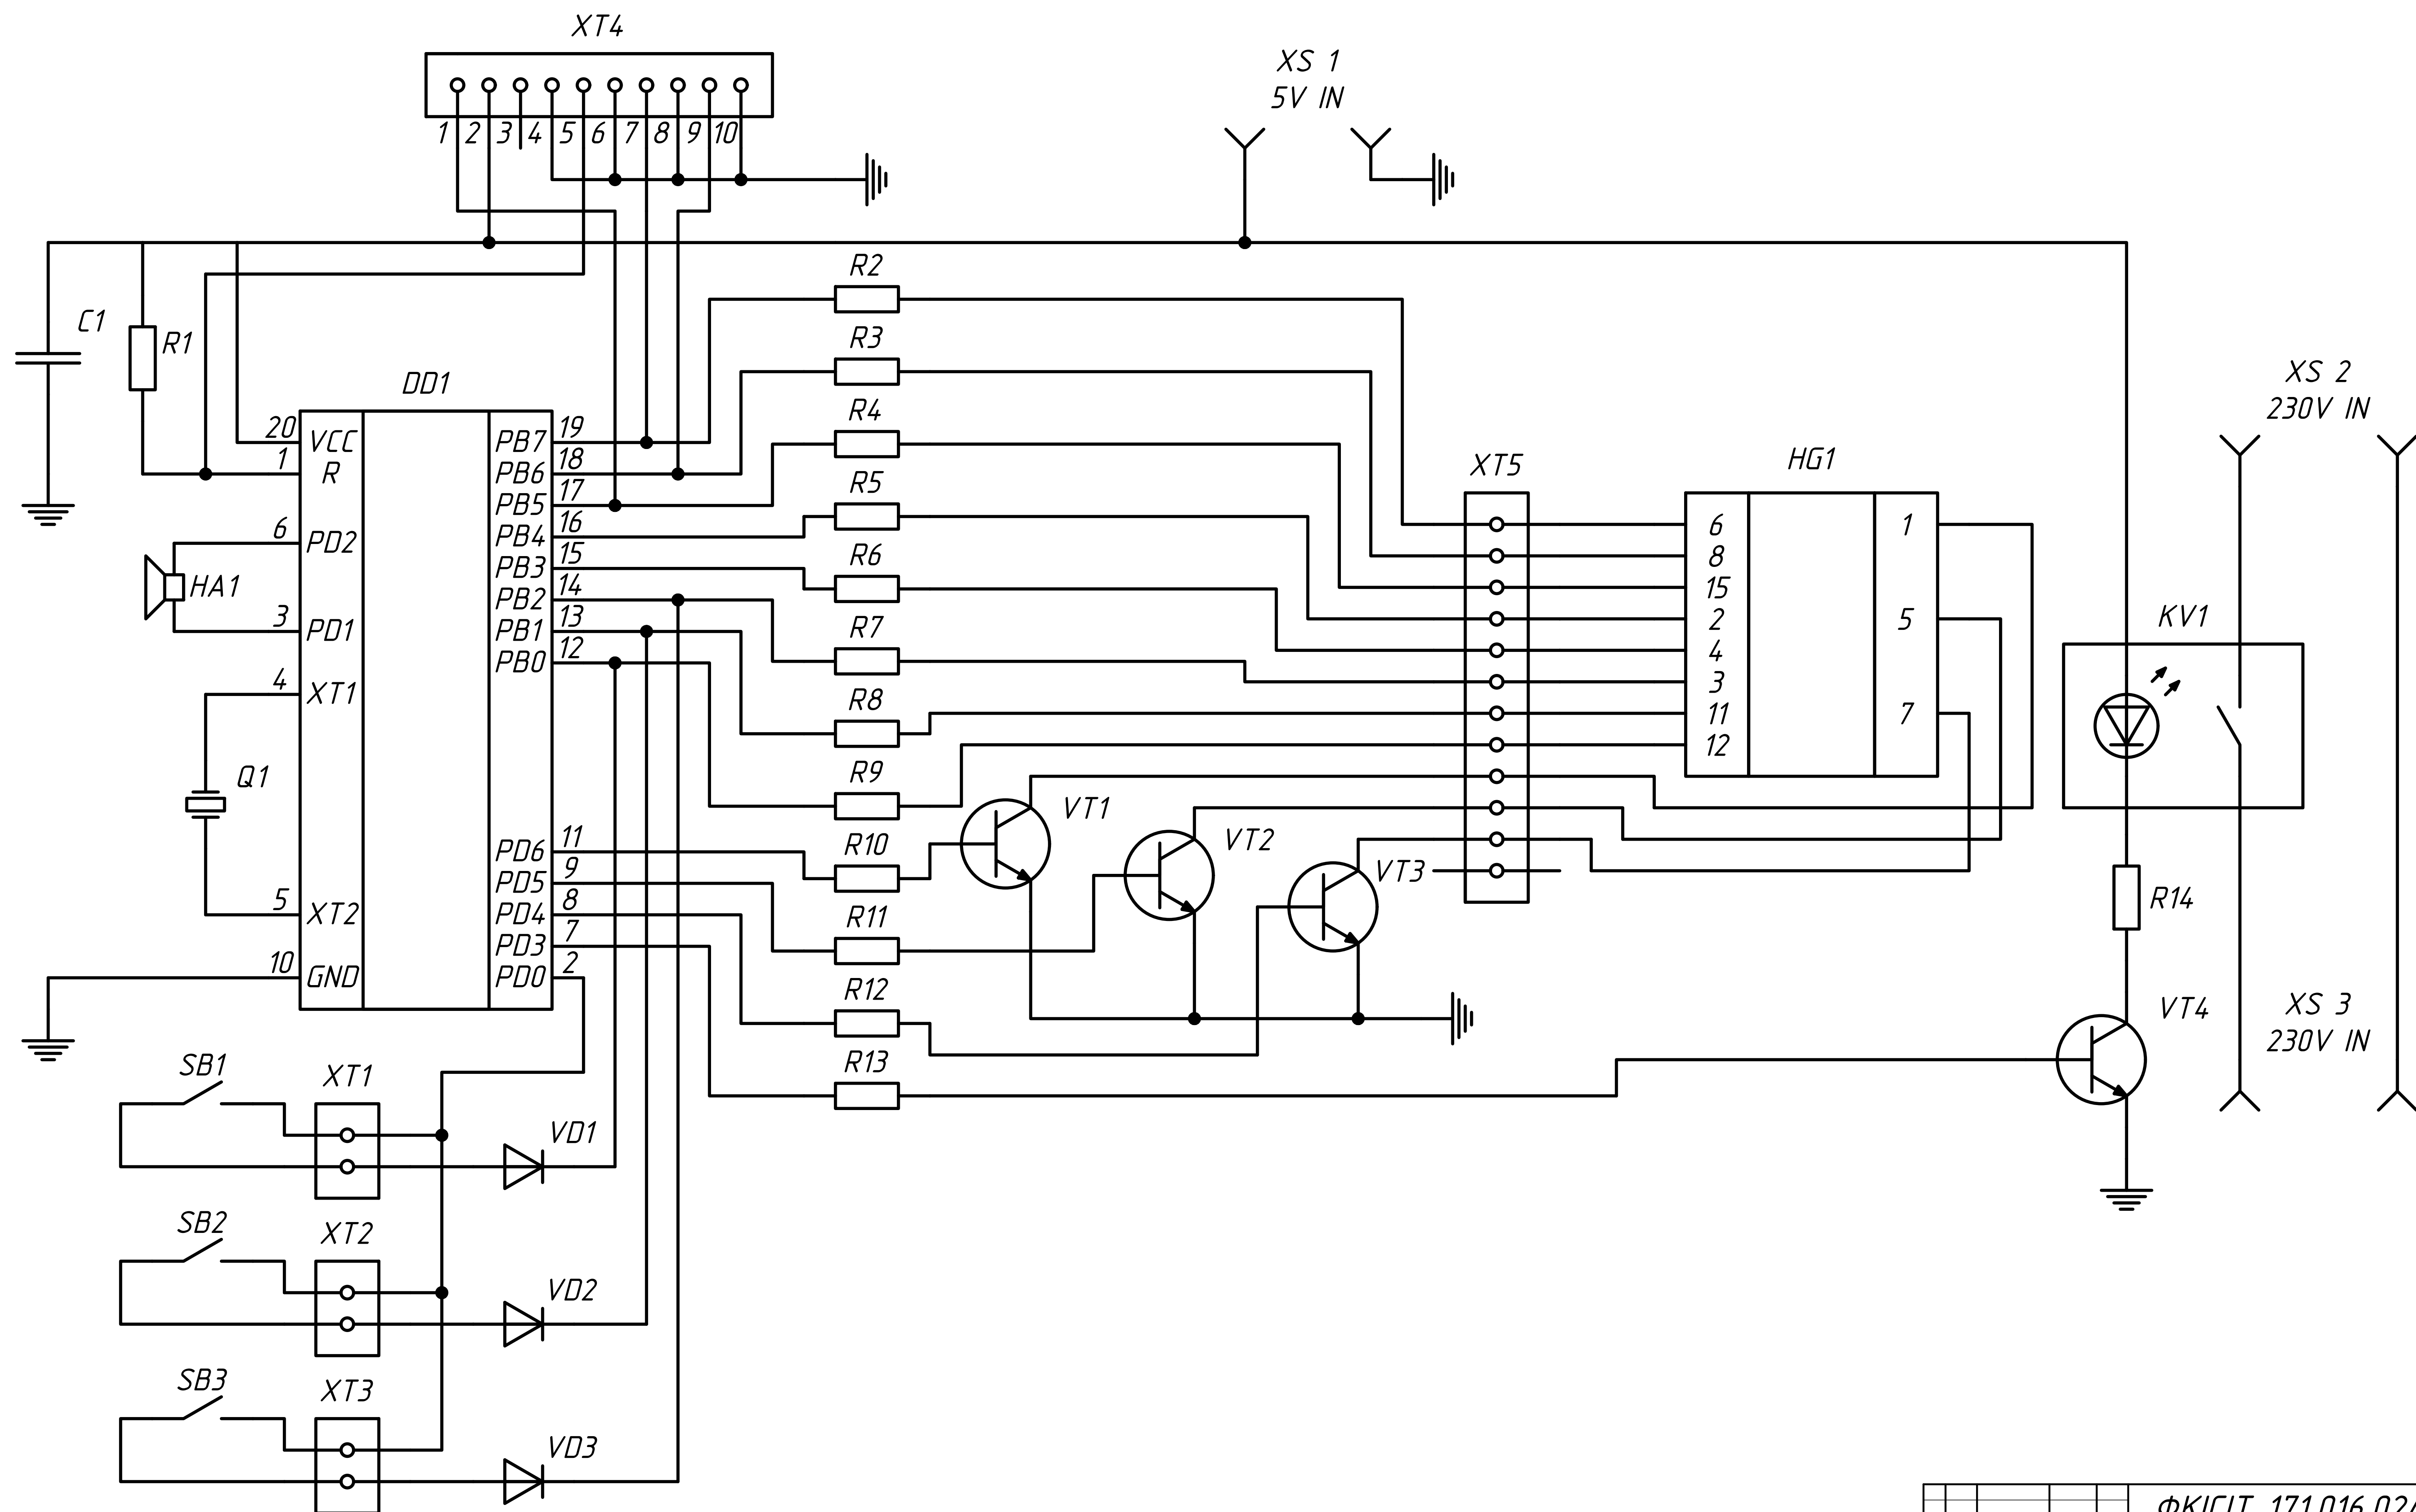 XT4
1 2 3 4 5 6 7 8 9 10
XS 1
5V IN
C1
R1
DD1
20 VCC
1 R
6 PD2
HA1
3 PD1
4 XT1
Q1
5 XT2
10 GND
PB7 19
PB6 18
PB5 17
PB4 16
PB3 15
PB2 14
PB1 13
PB0 12
PD6 11
PD5 9
PD4 8
PD3 7
PD0 2
R2
R3
R4
R5
R6
R7
R8
R9
R10
R11
R12
R13
VT1
VT2
VT3
XT5
HG1
6
8
15
2
4
3
11
12
1
5
7
XS 2
230V IN
KV1
R14
VT4
XS 3
230V IN
SB1
XT1
VD1
SB2
XT2
VD2
SB3
XT3
VD3